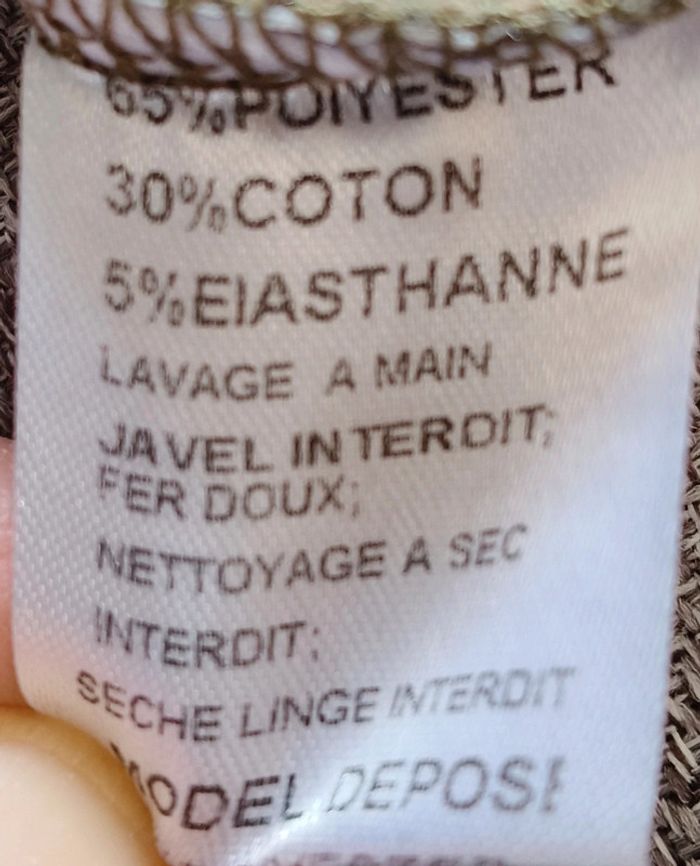 65%POIYESTER
30%COTON
5%EIASTHANNE
LAVAGE A MAIN
JAVEL INTERDIT;
FER DOUX;
NETTOYAGE A SEC
INTERDIT;
SECHE LINGE INTERDIT
MODEL DEPOSE